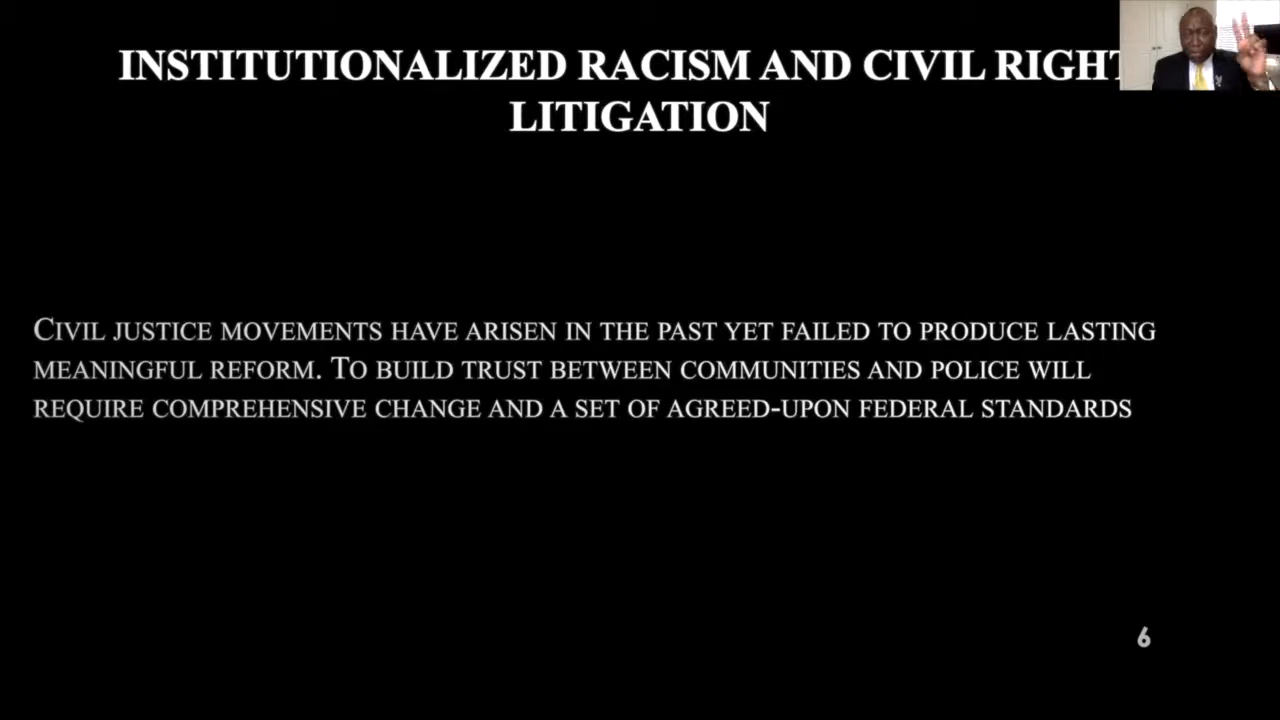 INSTITUTIONALIZED RACISM AND CIVIL RIGHT
LITIGATION
CIVIL JUSTICE MOVEMENTS HAVE ARISEN IN THE PAST YET FAILED TO PRODUCE LASTING
MEANINGFUL REFORM. TO BUILD TRUST BETWEEN COMMUNITIES AND POLICE WILL
REQUIRE COMPREHENSIVE CHANGE AND A SET OF AGREED-UPON FEDERAL STANDARDS
6